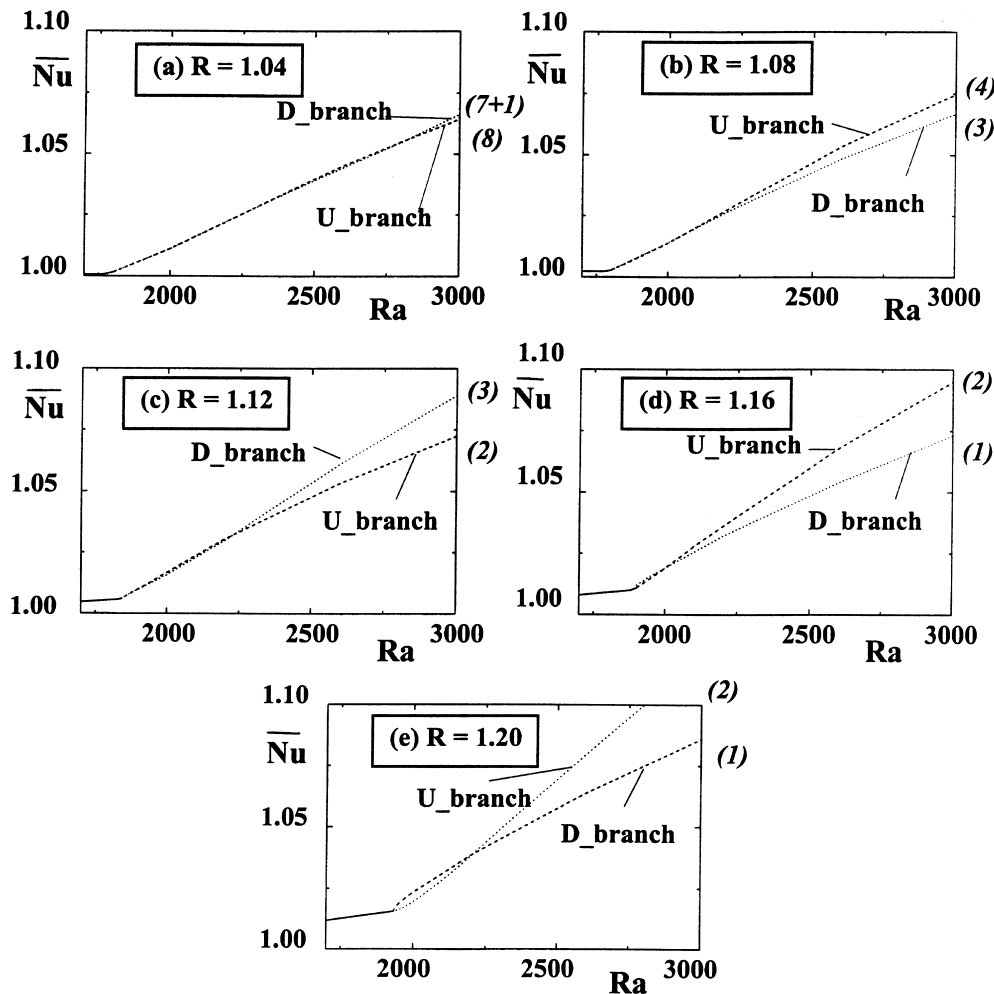 1.10
Nu
(a) R = 1.04
D_branch
(7+1)
(8)
1.05
U_branch
1.00
2000
2500
3000
Ra
1.10
Nu
(b) R = 1.08
(4)
U_branch
(3)
1.05
D_branch
1.00
2000
2500
3000
Ra
1.10
Nu
(c) R = 1.12
(3)
D_branch
(2)
1.05
U_branch
1.00
2000
2500
3000
Ra
1.10
Nu
(d) R = 1.16
(2)
U_branch
(1)
1.05
D_branch
1.00
2000
2500
3000
Ra
1.10
(2)
Nu
(e) R = 1.20
(1)
U_branch
1.05
D_branch
1.00
2000
2500
3000
Ra